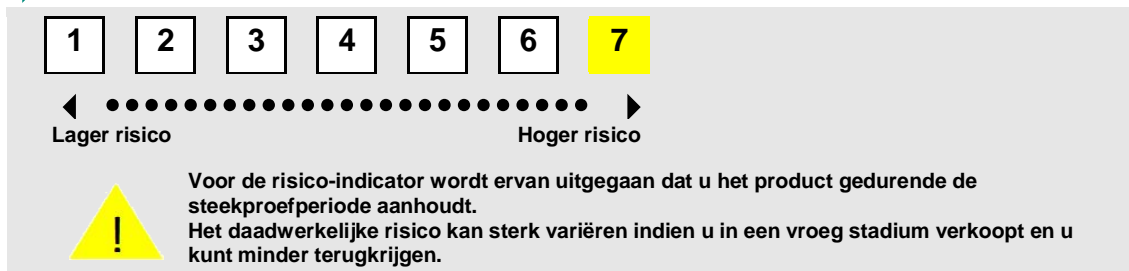 1 2 3 4 5 6 7
Lager risico Hoger risico
Voor de risico-indicator wordt ervan uitgegaan dat u het product gedurende de
steekproefperiode aanhoudt.
! Het daadwerkelijke risico kan sterk variëren indien u in een vroeg stadium verkoopt en u
kunt minder terugkrijgen.